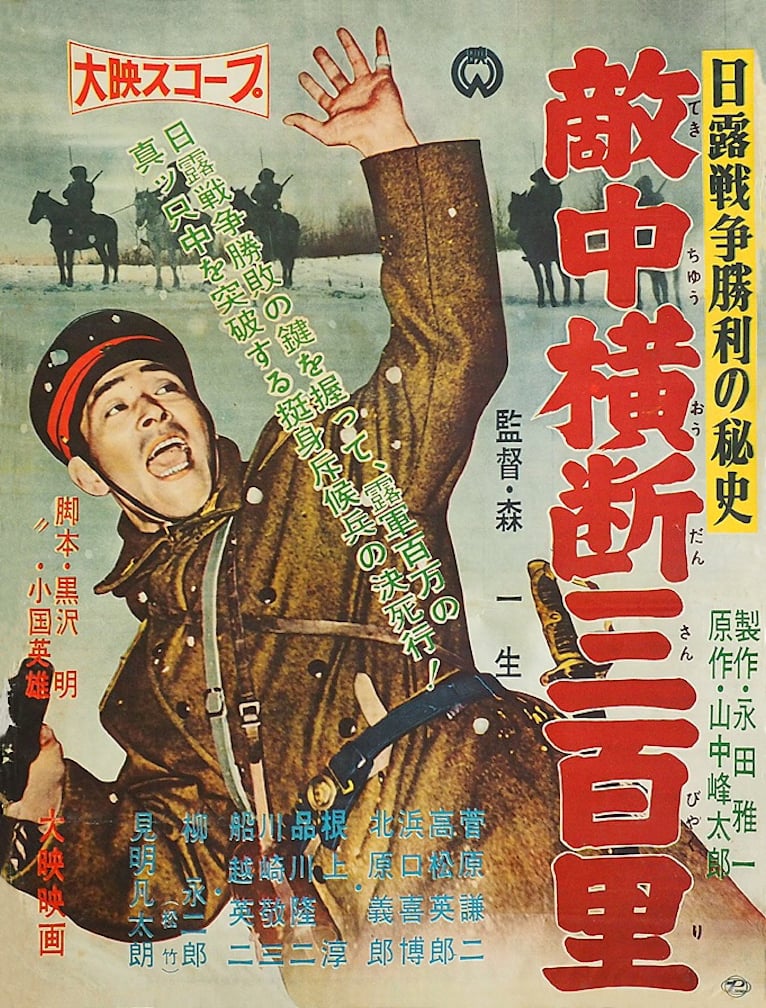 日露戦争勝利の秘史
敵中横断三百里
てきちゆうおうだんさんびやくり
製作・永田雅一
原作・山中峰太郎
監督・森一生
映
大映スコープ
日露戦争勝敗の鍵を握って、露軍百万の
真ッ只中を突破する挺身斥候兵の決死行！
脚本・黒沢明
〃・小国英雄
菅原謙二
高松英郎
浜口喜博
北原義郎
根上淳
品川隆二
川崎敬三
船越英二
柳永二郎
(松竹)
見明凡太朗
大映映画